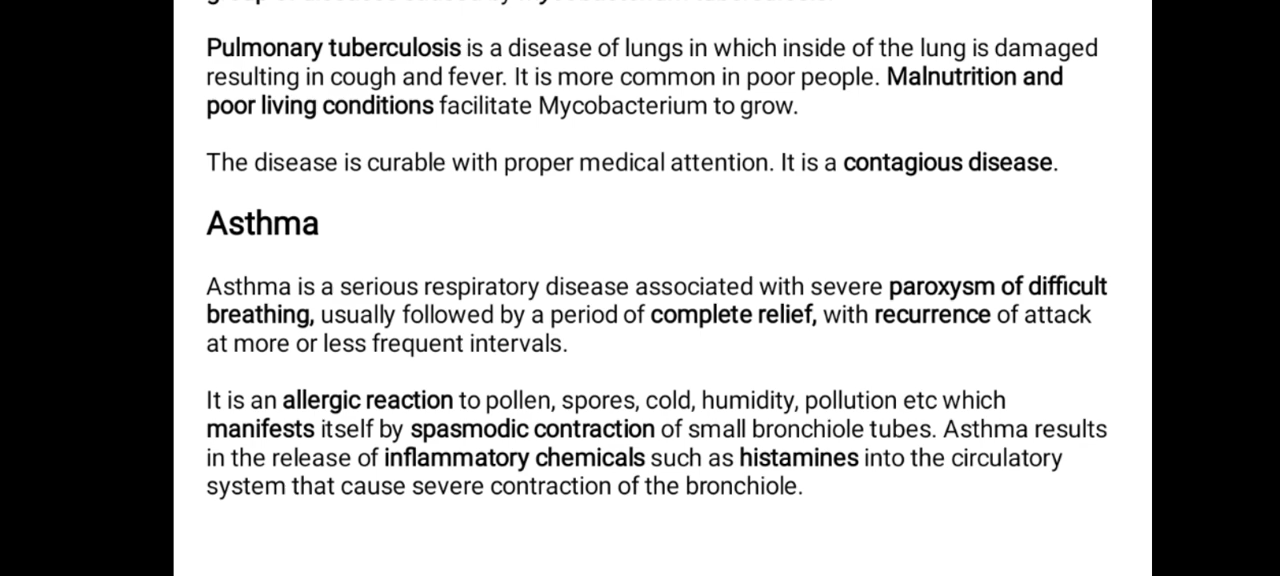 Pulmonary tuberculosis is a disease of lungs in which inside of the lung is damaged
resulting in cough and fever. It is more common in poor people. Malnutrition and
poor living conditions facilitate Mycobacterium to grow.
The disease is curable with proper medical attention. It is a contagious disease.
Asthma
Asthma is a serious respiratory disease associated with severe paroxysm of difficult
breathing, usually followed by a period of complete relief, with recurrence of attack
at more or less frequent intervals.
It is an allergic reaction to pollen, spores, cold, humidity, pollution etc which
manifests itself by spasmodic contraction of small bronchiole tubes. Asthma results
in the release of inflammatory chemicals such as histamines into the circulatory
system that cause severe contraction of the bronchiole.